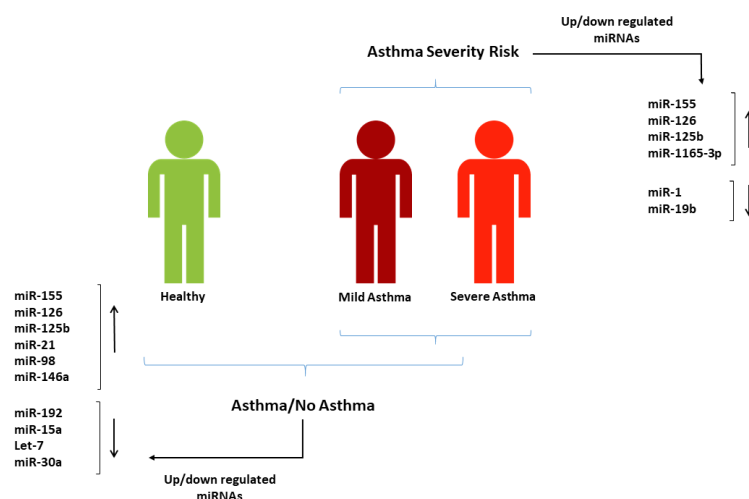 Up/down regulated
miRNAs
Asthma Severity Risk
miR-155
miR-126
miR-125b
miR-1165-3p
miR-1
miR-19b
Healthy
Mild Asthma
Severe Asthma
miR-155
miR-126
miR-125b
miR-21
miR-98
miR-146a
miR-192
miR-15a
Let-7
miR-30a
Asthma/No Asthma
Up/down regulated
miRNAs